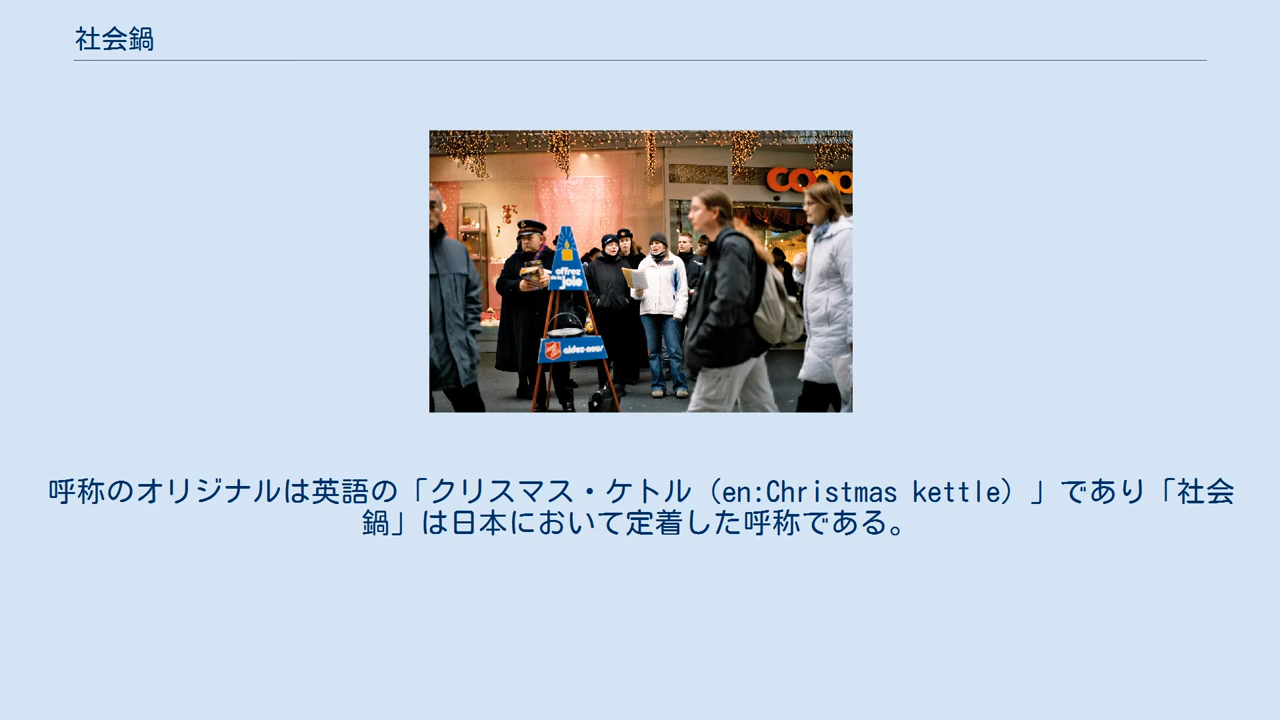 社会鍋
coop
offrez
de la joie
aidez-nous
呼称のオリジナルは英語の「クリスマス・ケトル（en:Christmas kettle）」であり「社会
鍋」は日本において定着した呼称である。